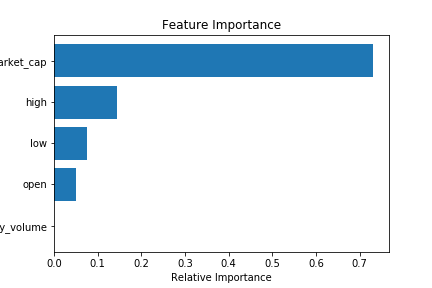 Feature Importance
arket_cap
high
low
open
y_volume
0.0 0.1 0.2 0.3 0.4 0.5 0.6 0.7
Relative Importance